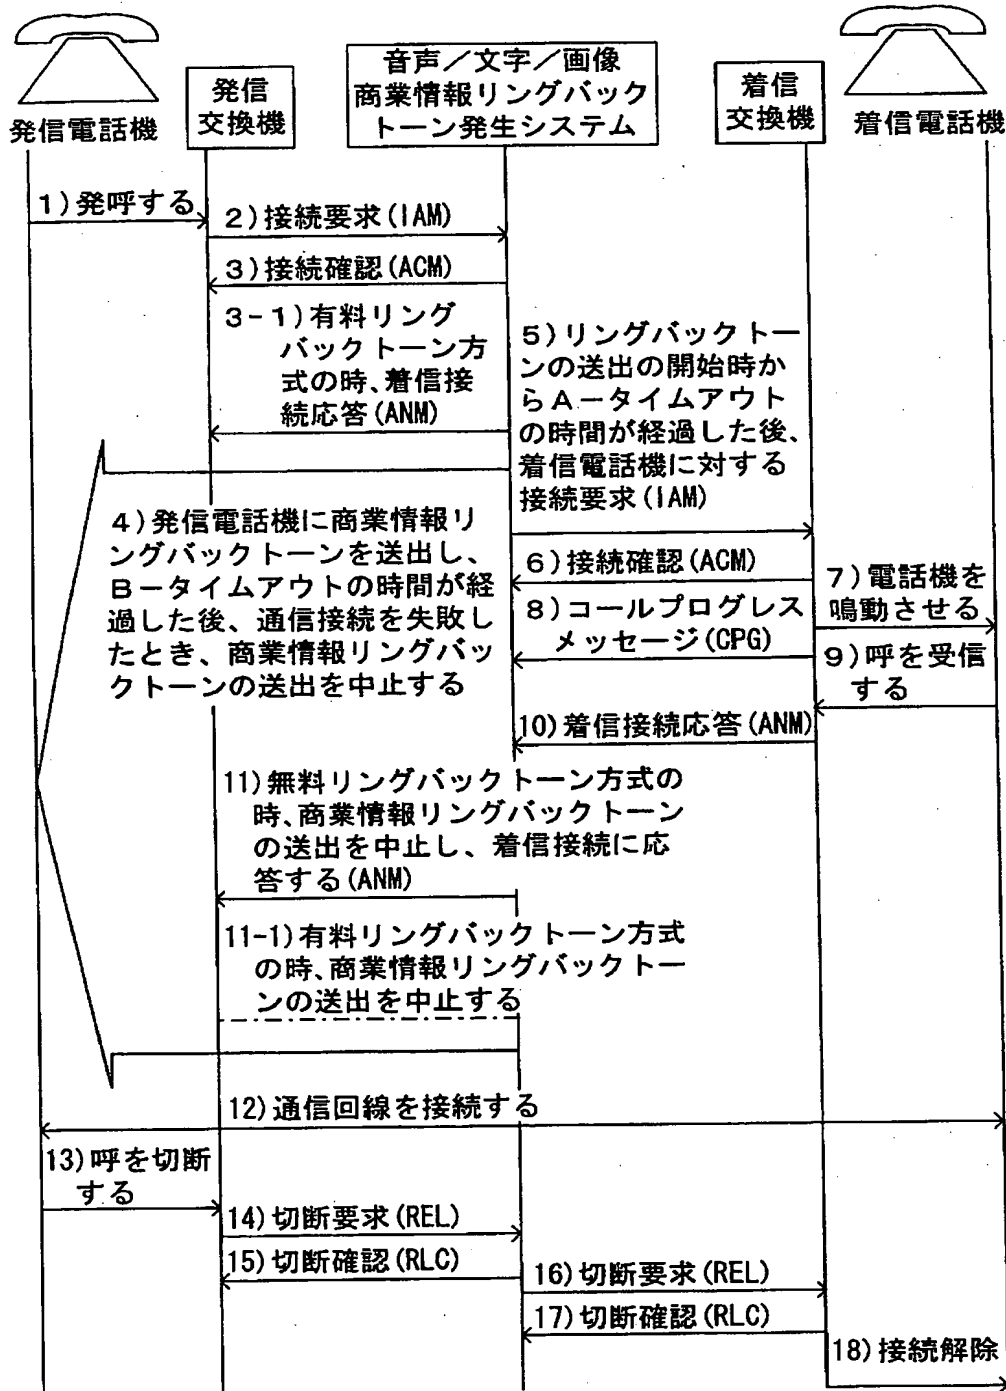 発信電話機
発信
交換機
音声／文字／画像
商業情報リングバック
トーン発生システム
着信
交換機
着信電話機
1)発呼する
2)接続要求(IAM)
3)接続確認(ACM)
3-1)有料リング
バックトーン方
式の時、着信接
続応答(ANM)
5)リングバックトー
ンの送出の開始時か
らA－タイムアウト
の時間が経過した後、
着信電話機に対する
接続要求(IAM)
4)発信電話機に商業情報リ
ングバックトーンを送出し、
B－タイムアウトの時間が経
過した後、通信接続を失敗し
たとき、商業情報リングバッ
クトーンの送出を中止する
6)接続確認(ACM)
7)電話機を
鳴動させる
8)コールプログレス
メッセージ(CPG)
9)呼を受信
する
10)着信接続応答(ANM)
11)無料リングバックトーン方式の
時、商業情報リングバックトーン
の送出を中止し、着信接続に応
答する(ANM)
11-1)有料リングバックトーン方式
の時、商業情報リングバックトー
ンの送出を中止する
12)通信回線を接続する
13)呼を切断
する
14)切断要求(REL)
15)切断確認(RLC)
16)切断要求(REL)
17)切断確認(RLC)
18)接続解除